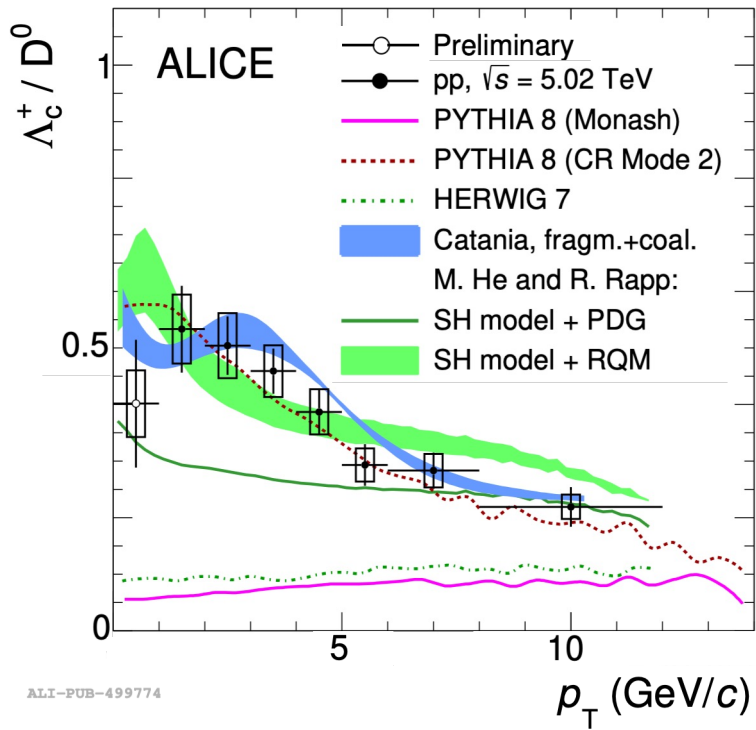 Λc+ / D0
1
0.5
0
ALICE
Preliminary
pp, √s = 5.02 TeV
PYTHIA 8 (Monash)
PYTHIA 8 (CR Mode 2)
HERWIG 7
Catania, fragm.+coal.
M. He and R. Rapp:
SH model + PDG
SH model + RQM
5
10
pT (GeV/c)
ALI-PUB-499774